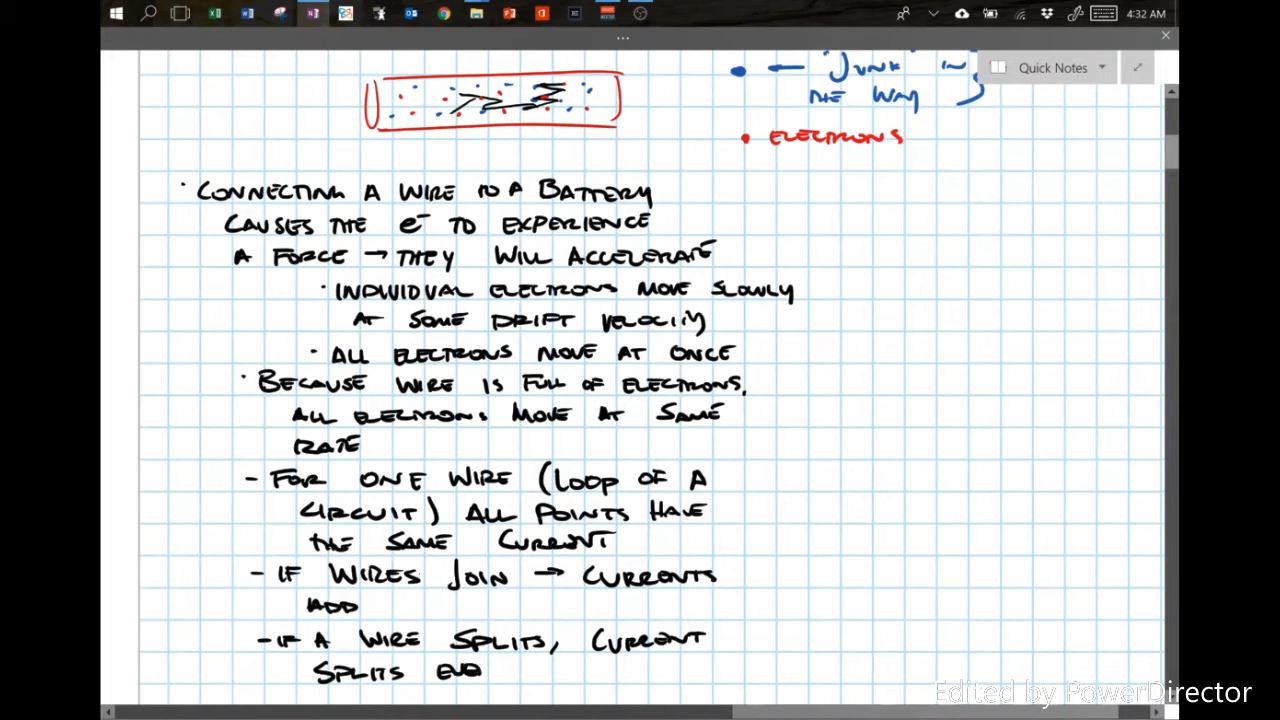 4:32 AM
...
Quick Notes
• ← "JUNK" IN
THE WAY
• ELECTRONS
· CONNECTING A WIRE TO A BATTERY
CAUSES THE e⁻ TO EXPERIENCE
A FORCE → THEY WILL ACCELERATE
· INDIVIDUAL ELECTRONS MOVE SLOWLY
AT SOME DRIFT VELOCITY
· ALL ELECTRONS MOVE AT ONCE
· BECAUSE WIRE IS FULL OF ELECTRONS,
ALL ELECTRONS MOVE AT SAME
RATE
- FOR ONE WIRE (LOOP OF A
CIRCUIT) ALL POINTS HAVE
THE SAME CURRENT
- IF WIRES JOIN → CURRENTS
ADD
- IF A WIRE SPLITS, CURRENT
SPLITS
Edited by PowerDirector